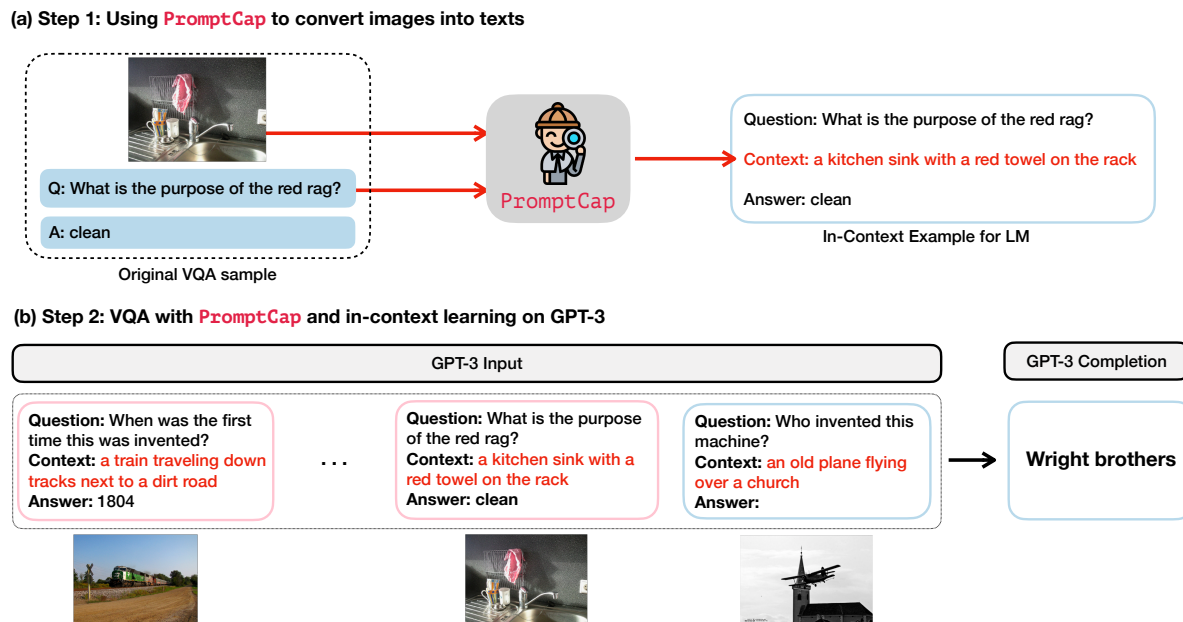 (a) Step 1: Using PromptCap to convert images into texts
Q: What is the purpose of the red rag?
A: clean
Original VQA sample
PromptCap
Question: What is the purpose of the red rag?
Context: a kitchen sink with a red towel on the rack
Answer: clean
In-Context Example for LM
(b) Step 2: VQA with PromptCap and in-context learning on GPT-3
GPT-3 Input
GPT-3 Completion
Question: When was the first
time this was invented?
Context: a train traveling down
tracks next to a dirt road
Answer: 1804
...
Question: What is the purpose
of the red rag?
Context: a kitchen sink with a
red towel on the rack
Answer: clean
Question: Who invented this
machine?
Context: an old plane flying
over a church
Answer:
Wright brothers